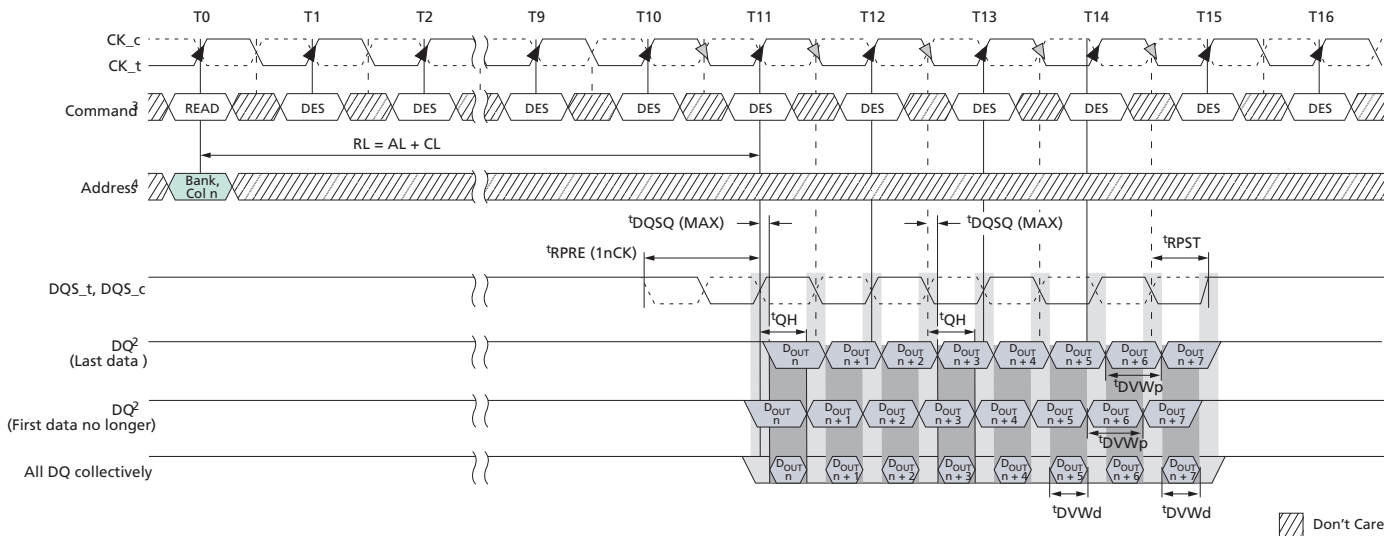 T0 T1 T2 T9 T10 T11 T12 T13 T14 T15 T16
CK_c
CK_t
Command3 READ DES DES DES DES DES DES DES DES DES DES
RL = AL + CL
Address4 Bank, Col n
tDQSQ (MAX) tDQSQ (MAX)
tRPRE (1nCK) tRPST
DQS_t, DQS_c
tQH tQH
DQ2 (Last data )
DOUT n DOUT n + 1 DOUT n + 2 DOUT n + 3 DOUT n + 4 DOUT n + 5 DOUT n + 6 DOUT n + 7
tDVWp
DQ2 (First data no longer)
DOUT n DOUT n + 1 DOUT n + 2 DOUT n + 3 DOUT n + 4 DOUT n + 5 DOUT n + 6 DOUT n + 7
tDVWp
All DQ collectively
DOUT n DOUT n + 1 DOUT n + 2 DOUT n + 3 DOUT n + 4 DOUT n + 5 DOUT n + 6 DOUT n + 7
tDVWd tDVWd
Don't Care